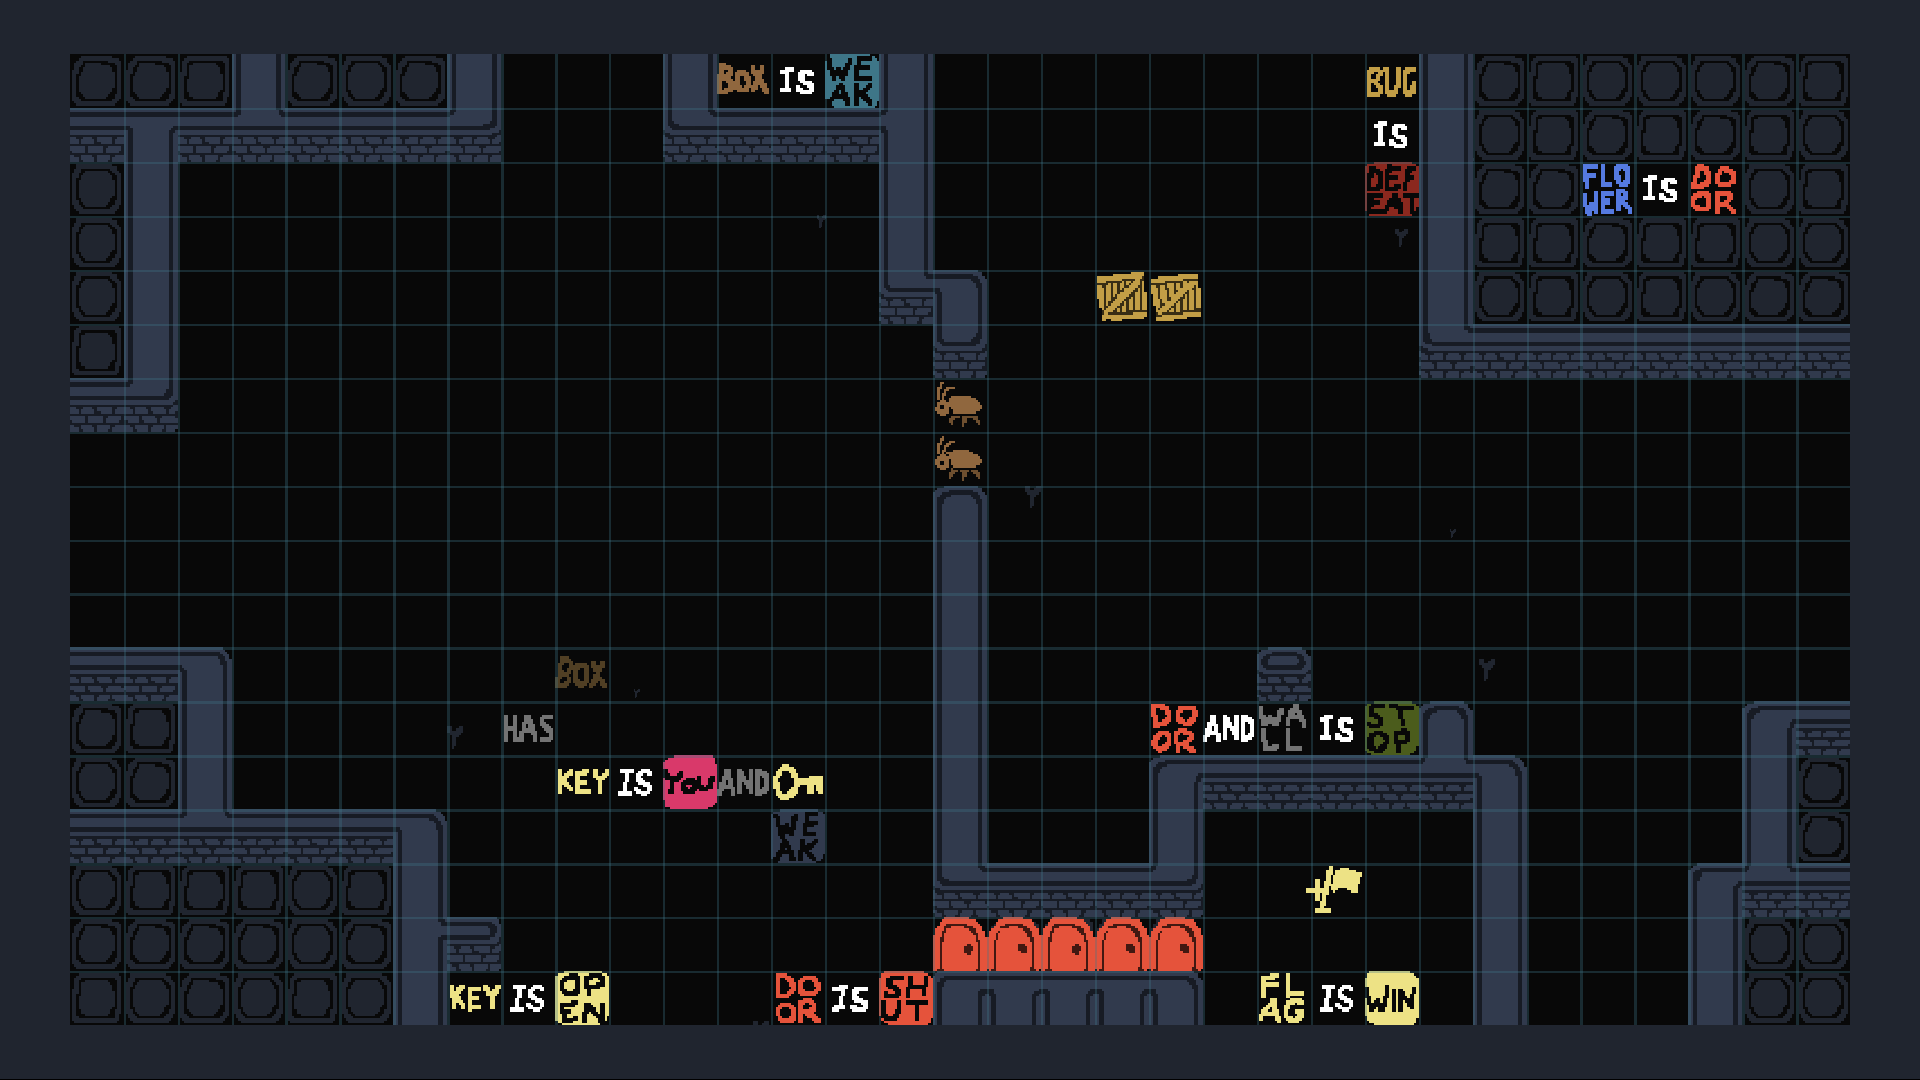 BOX IS WEAK
BUG
IS
DEFEAT
FLOWER IS DOOR
BOX
HAS
DOOR AND WALL IS STOP
KEY IS YOU AND
WEAK
KEY IS OPEN
DOOR IS SHUT
FLAG IS WIN